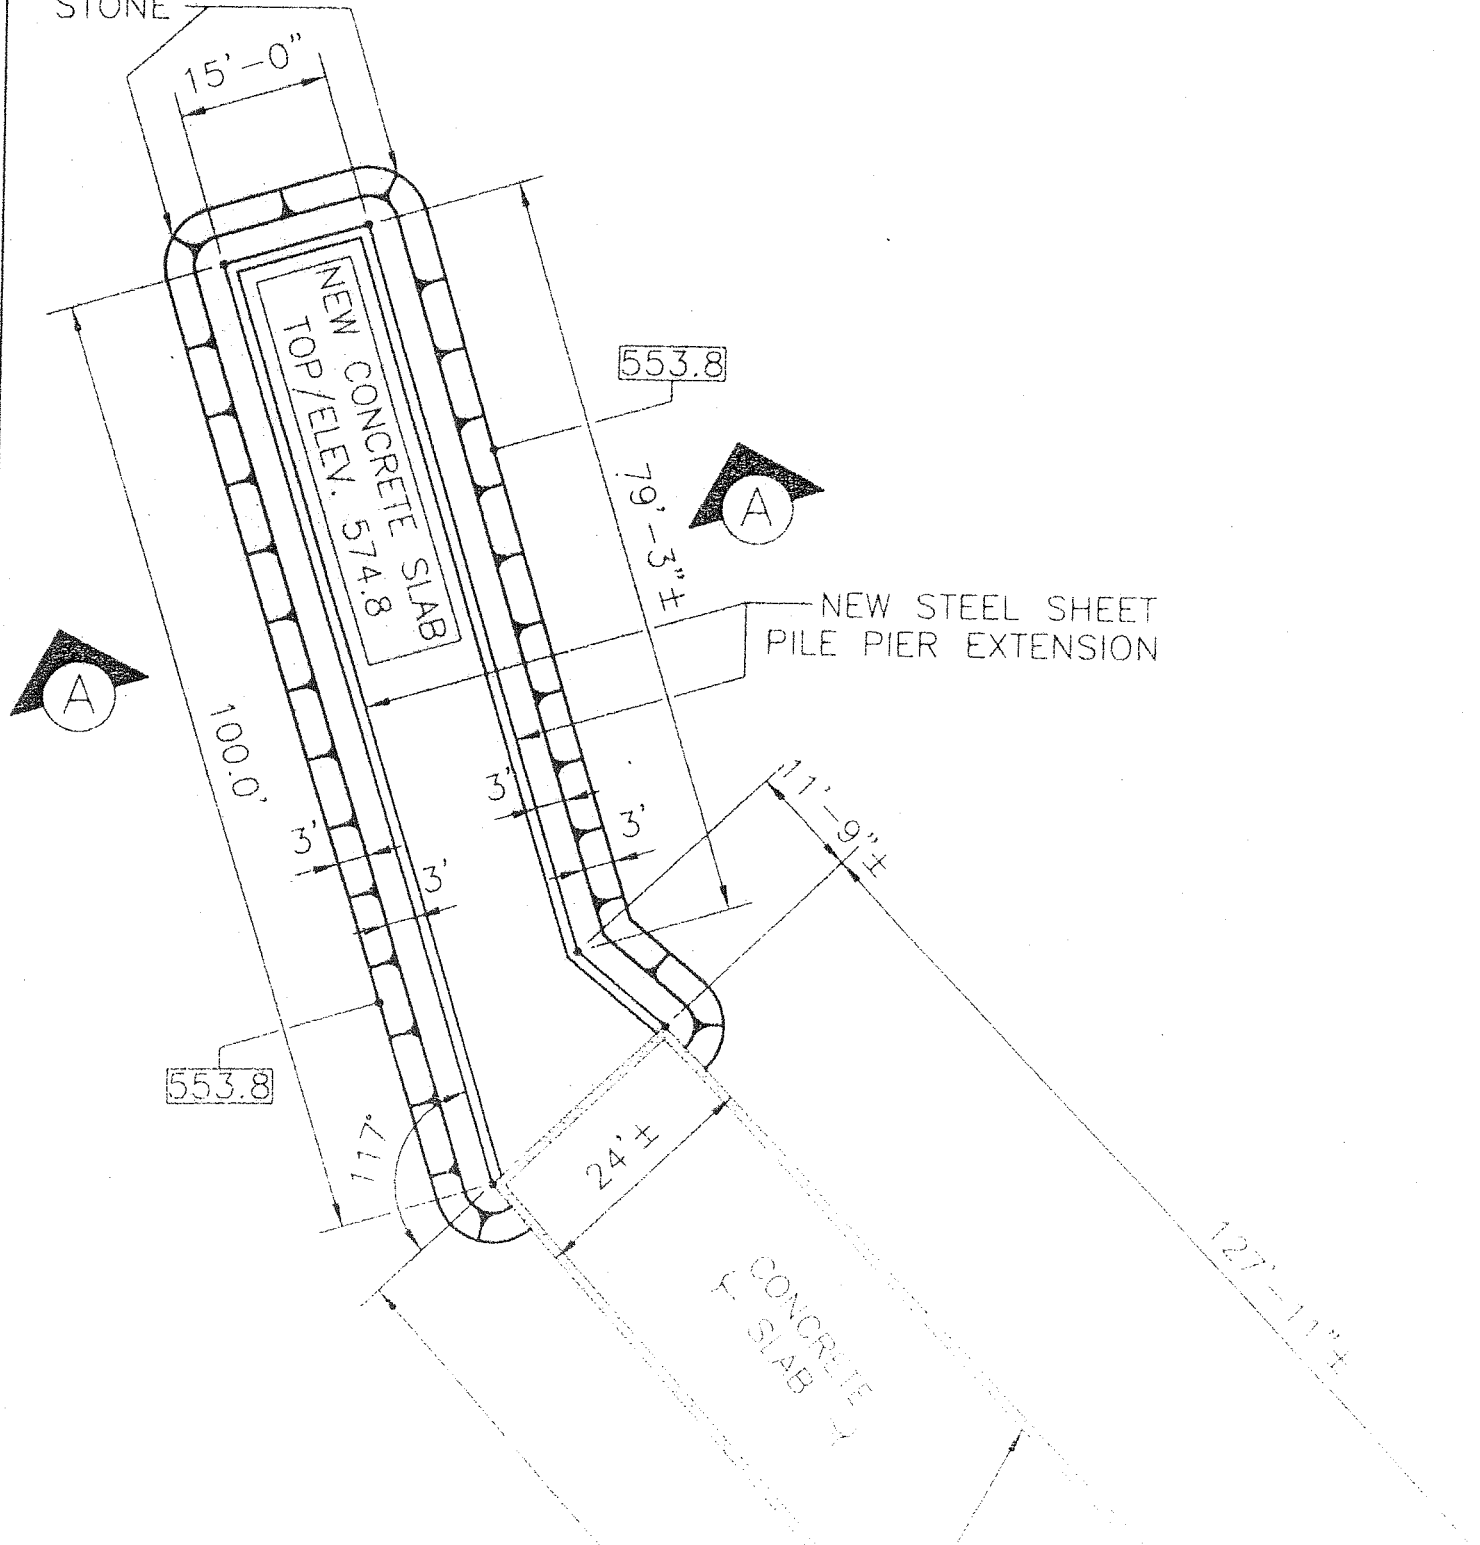 STONE
15'-0"
NEW CONCRETE SLAB
TOP/ELEV. 574.8
553.8
79'-3"±
A
NEW STEEL SHEET
PILE PIER EXTENSION
A
100.0'
3'
3'
3'
3'
11'-9"±
553.8
117°
24'±
CONCRETE
SLAB
127'-11"±